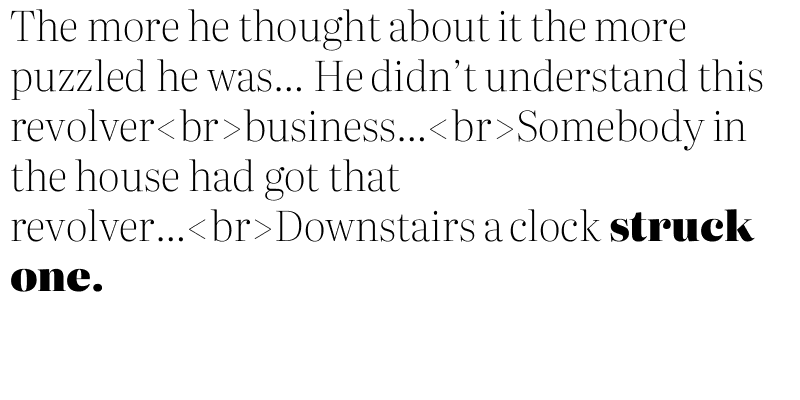 The more he thought about it the more
puzzled he was... He didn’t understand this
revolver<br>business...<br>Somebody in
the house had got that
revolver...<br>Downstairs a clock struck
one.